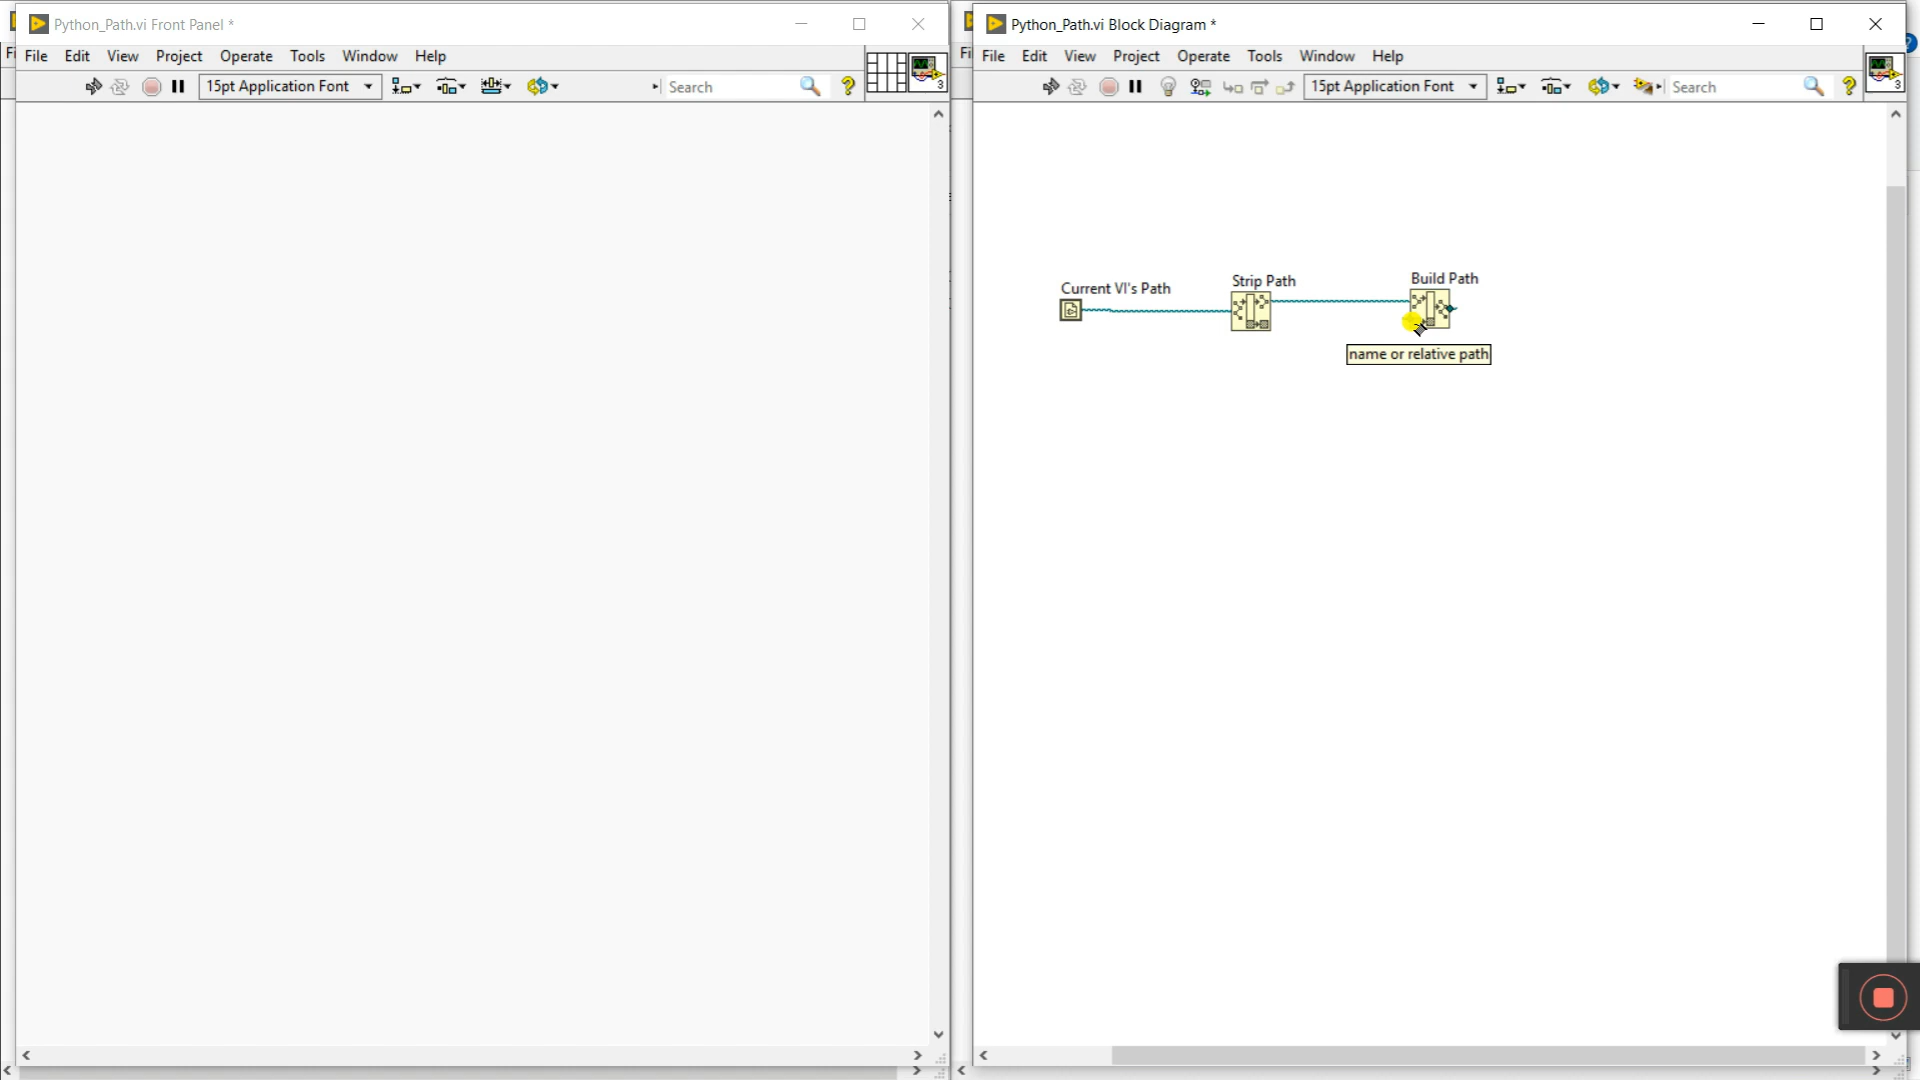 Python_Path.vi Front Panel *
File Edit View Project Operate Tools Window Help
15pt Application Font
Search
3
Python_Path.vi Block Diagram *
File Edit View Project Operate Tools Window Help
15pt Application Font
Search
3
Current VI's Path
Strip Path
Build Path
name or relative path